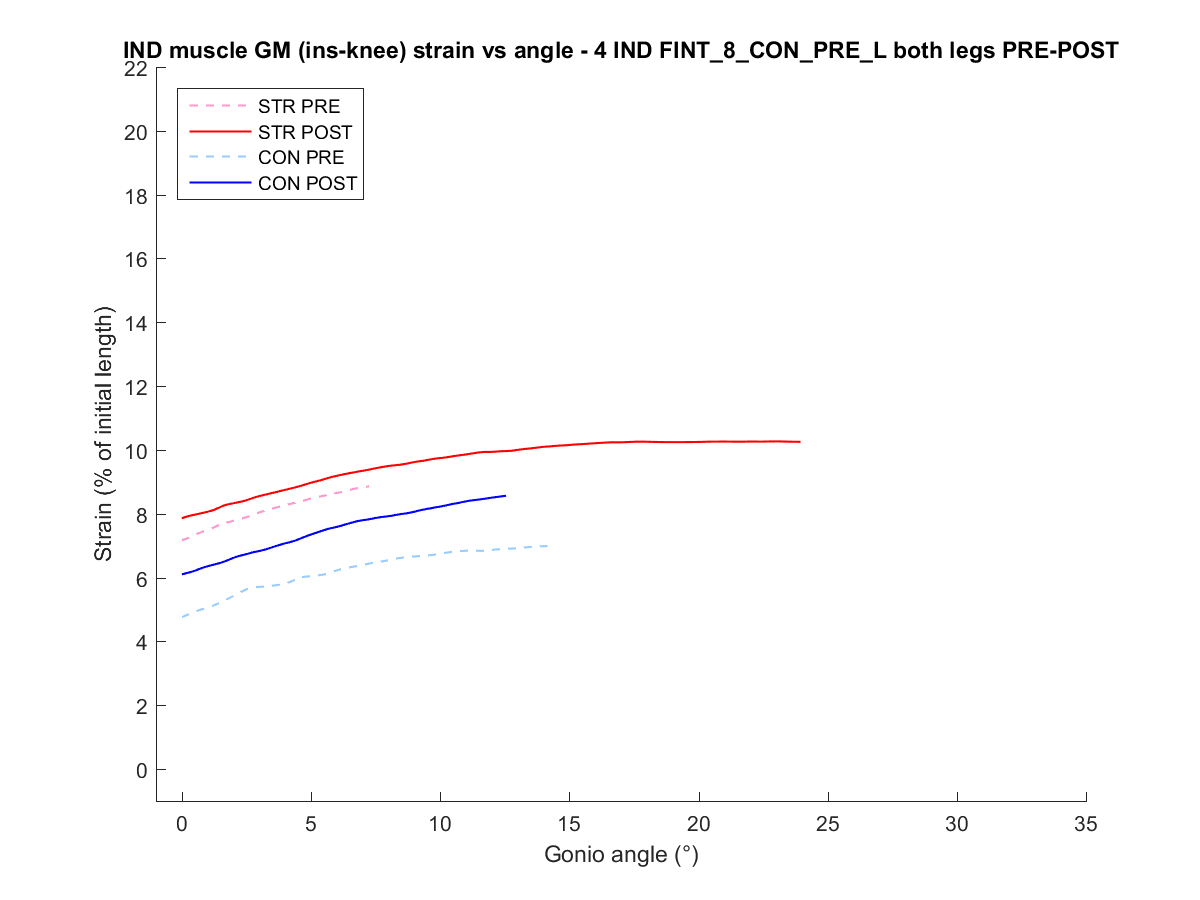 IND muscle GM (ins-knee) strain vs angle - 4 IND FINT_8_CON_PRE_L both legs PRE-POST
22
20
18
16
14
12
10
8
6
4
2
0
STR PRE
STR POST
CON PRE
CON POST
Strain (% of initial length)
0 5 10 15 20 25 30 35
Gonio angle (°)